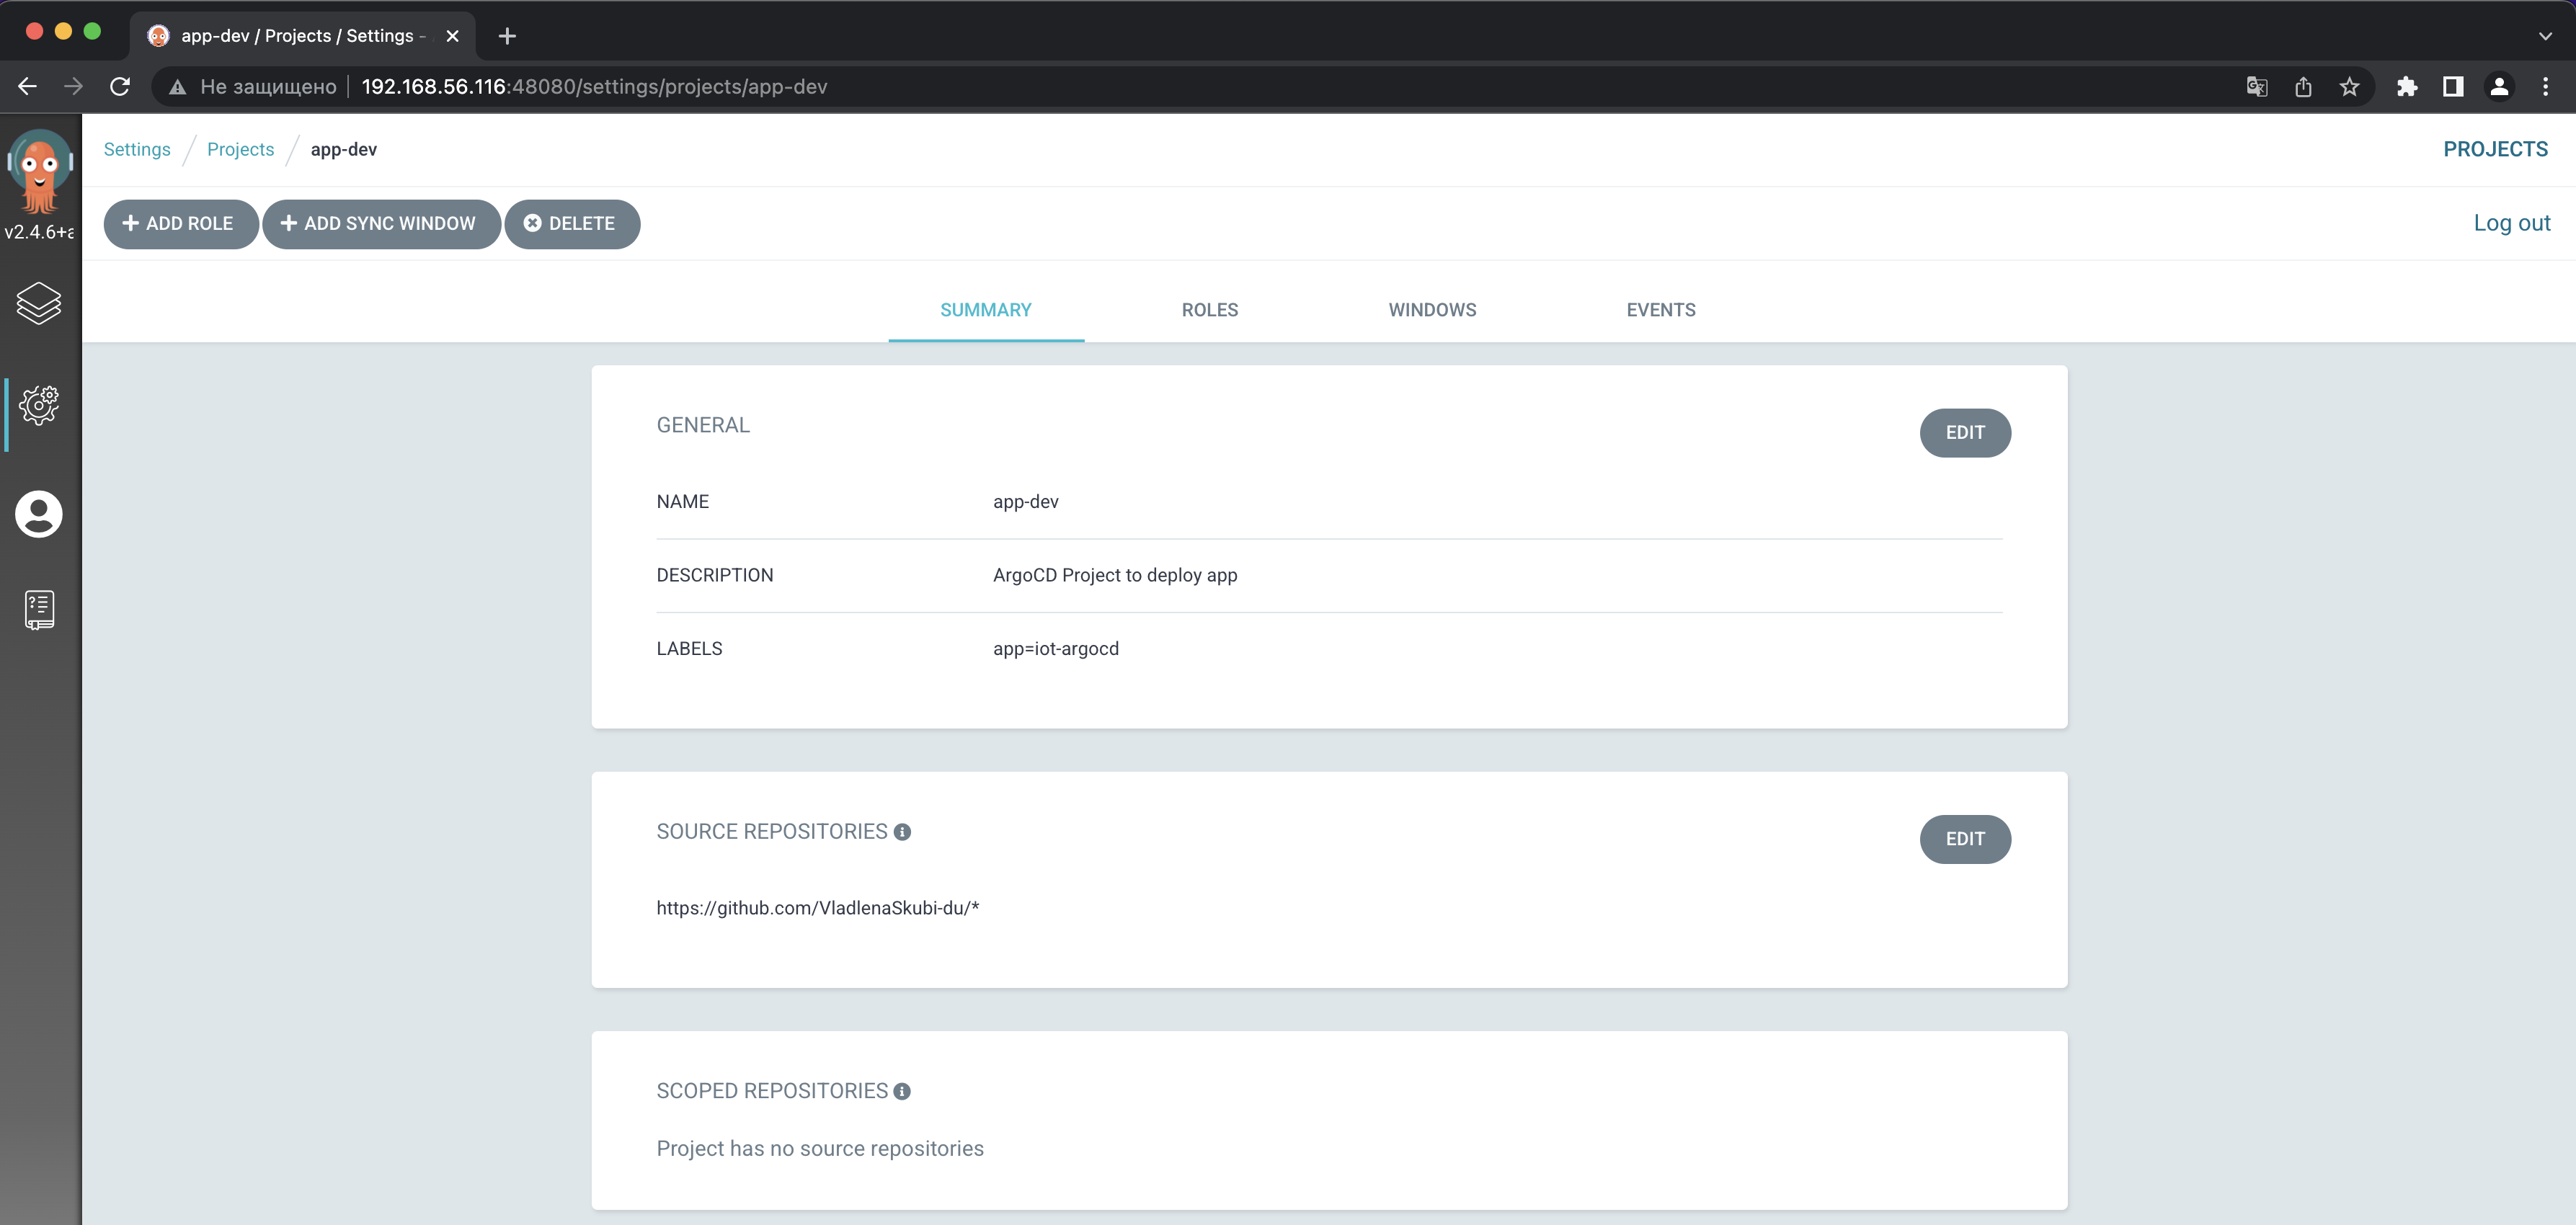 app-dev / Projects / Settings -
Не защищено 192.168.56.116:48080/settings/projects/app-dev
Settings / Projects / app-dev PROJECTS
v2.4.6+a
+ ADD ROLE + ADD SYNC WINDOW DELETE Log out
SUMMARY ROLES WINDOWS EVENTS
GENERAL EDIT
NAME app-dev
DESCRIPTION ArgoCD Project to deploy app
LABELS app=iot-argocd
SOURCE REPOSITORIES EDIT
https://github.com/VladlenaSkubi-du/*
SCOPED REPOSITORIES
Project has no source repositories